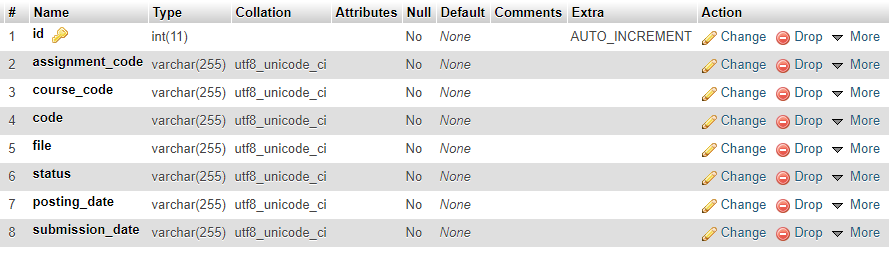 # Name Type Collation Attributes Null Default Comments Extra Action
1 id int(11) No None AUTO_INCREMENT Change Drop More
2 assignment_code varchar(255) utf8_unicode_ci No None Change Drop More
3 course_code varchar(255) utf8_unicode_ci No None Change Drop More
4 code varchar(255) utf8_unicode_ci No None Change Drop More
5 file varchar(255) utf8_unicode_ci No None Change Drop More
6 status varchar(255) utf8_unicode_ci No None Change Drop More
7 posting_date varchar(255) utf8_unicode_ci No None Change Drop More
8 submission_date varchar(255) utf8_unicode_ci No None Change Drop More